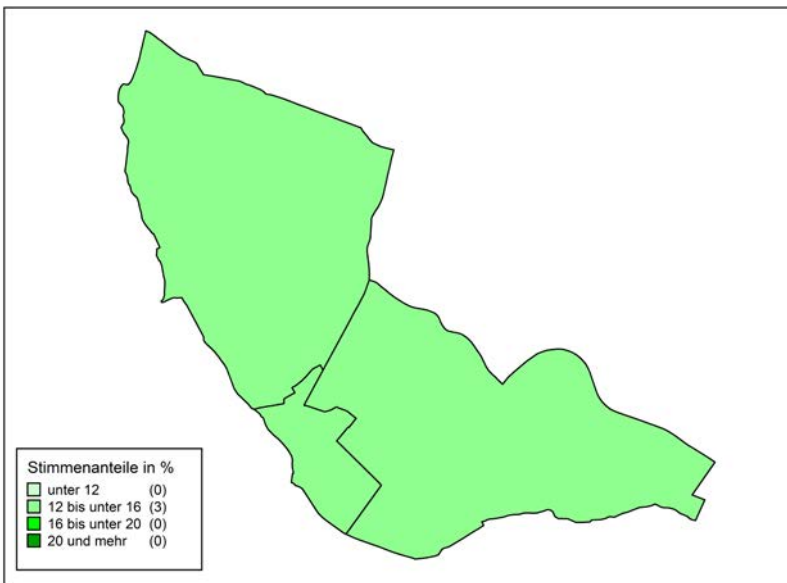 Stimmenanteile in %
unter 12 (0)
12 bis unter 16 (3)
16 bis unter 20 (0)
20 und mehr (0)